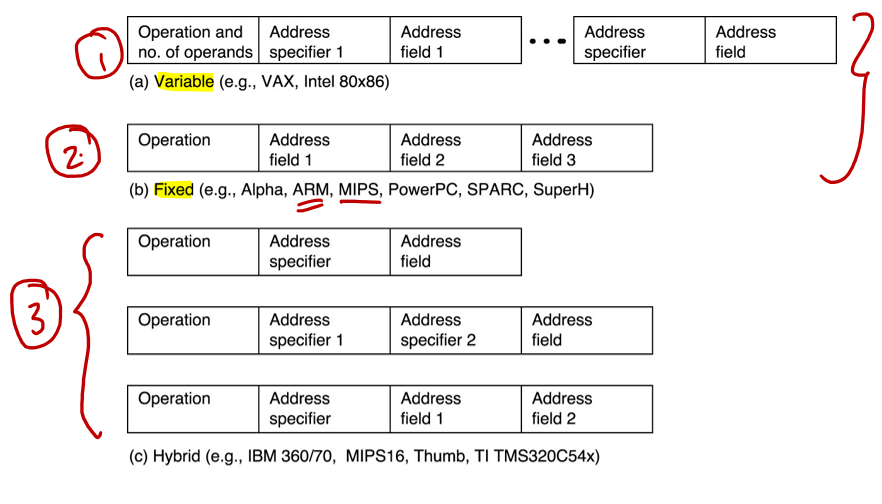 1
Operation and no. of operands
Address specifier 1
Address field 1
...
Address specifier
Address field
(a) Variable (e.g., VAX, Intel 80x86)
2.
Operation
Address field 1
Address field 2
Address field 3
(b) Fixed (e.g., Alpha, ARM, MIPS, PowerPC, SPARC, SuperH)
Operation
Address specifier
Address field
3
Operation
Address specifier 1
Address specifier 2
Address field
Operation
Address specifier
Address field 1
Address field 2
(c) Hybrid (e.g., IBM 360/70, MIPS16, Thumb, TI TMS320C54x)